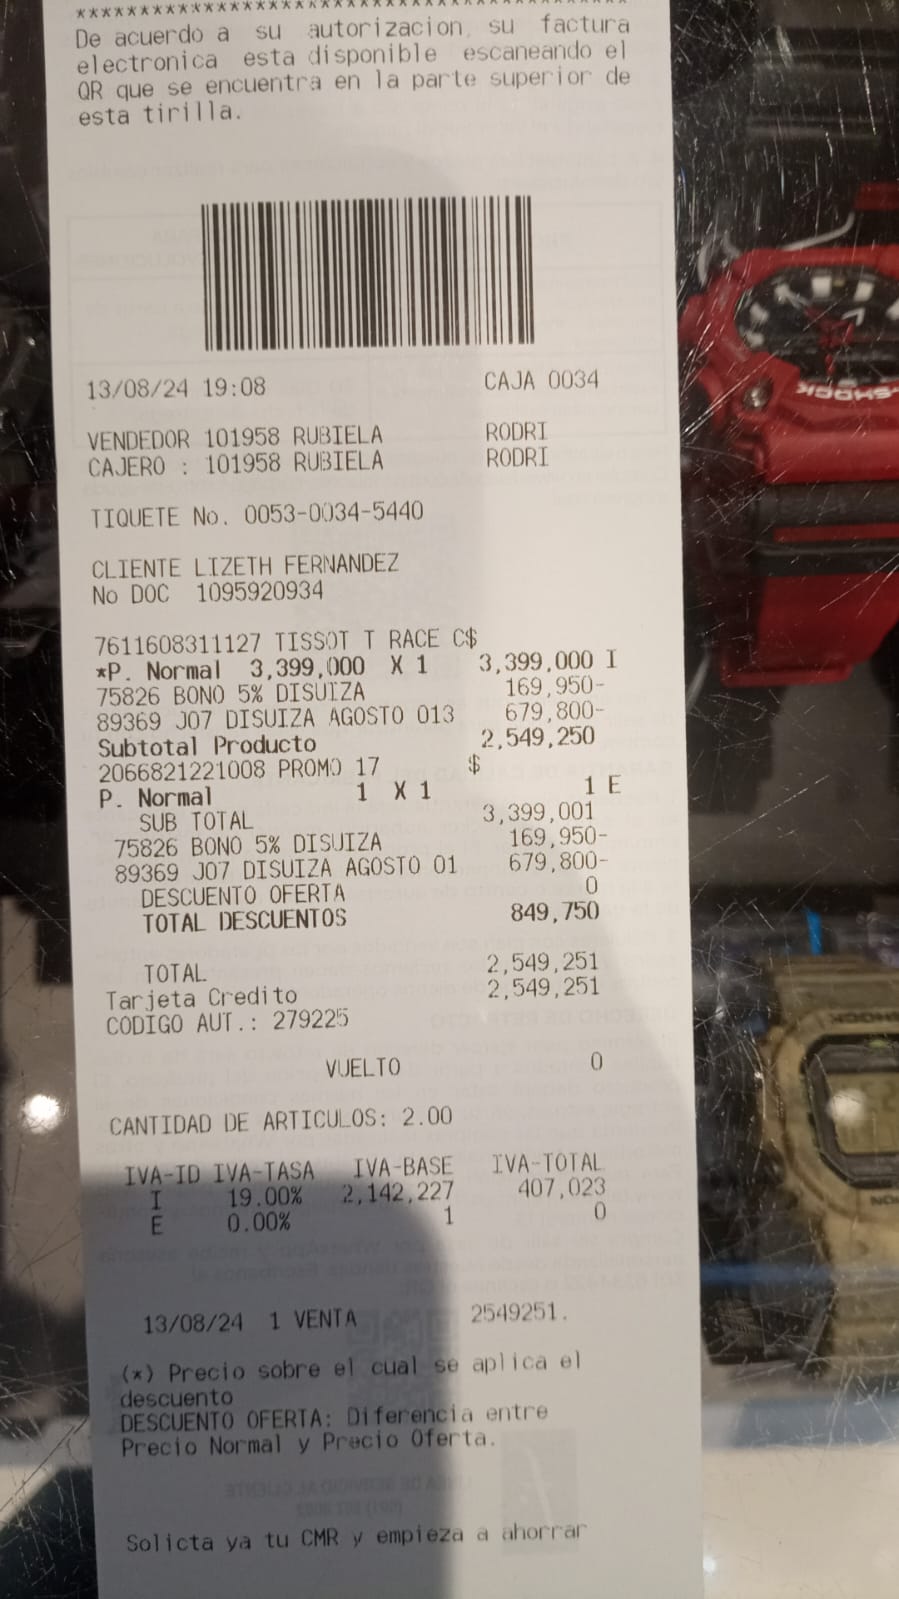 ****************************************
De acuerdo a su autorizacion, su factura
electronica esta disponible escaneando el
QR que se encuentra en la parte superior de
esta tirilla.
13/08/24 19:08 CAJA 0034
VENDEDOR 101958 RUBIELA RODRI
CAJERO : 101958 RUBIELA RODRI
TIQUETE No. 0053-0034-5440
CLIENTE LIZETH FERNANDEZ
No DOC 1095920934
7611608311127 TISSOT T RACE C$
*P. Normal 3,399,000 X 1 3,399,000 I
75826 BONO 5% DISUIZA 169,950-
89369 J07 DISUIZA AGOSTO 013 679,800-
Subtotal Producto 2,549,250
2066821221008 PROMO 17 $
P. Normal 1 X 1 1 E
SUB TOTAL 3,399,001
75826 BONO 5% DISUIZA 169,950-
89369 J07 DISUIZA AGOSTO 01 679,800-
DESCUENTO OFERTA 0
TOTAL DESCUENTOS 849,750
TOTAL 2,549,251
Tarjeta Credito 2,549,251
CODIGO AUT.: 279225
VUELTO 0
CANTIDAD DE ARTICULOS: 2.00
IVA-ID IVA-TASA IVA-BASE IVA-TOTAL
I 19.00% 2,142,227 407,023
E 0.00% 1 0
13/08/24 1 VENTA 2549251.
(*) Precio sobre el cual se aplica el
descuento
DESCUENTO OFERTA: Diferencia entre
Precio Normal y Precio Oferta.
Solicta ya tu CMR y empieza a ahorrar